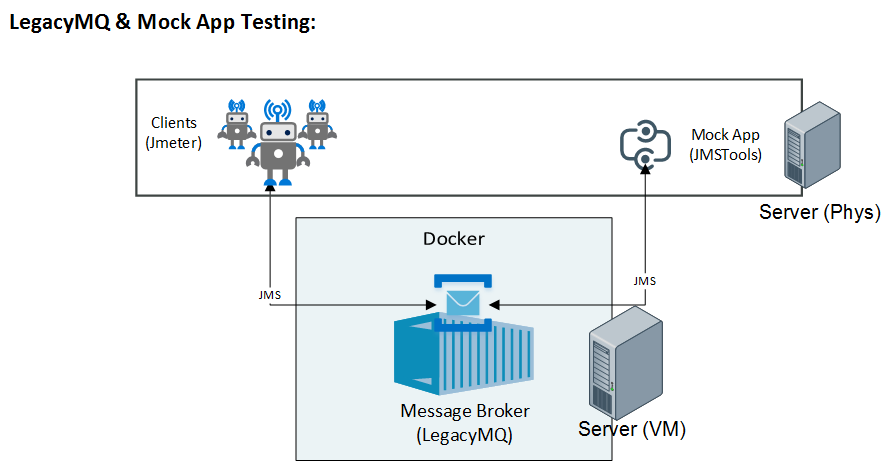 LegacyMQ & Mock App Testing:
Clients
(Jmeter)
Mock App
(JMSTools)
Server (Phys)
Docker
JMS
JMS
Message Broker
(LegacyMQ)
Server (VM)